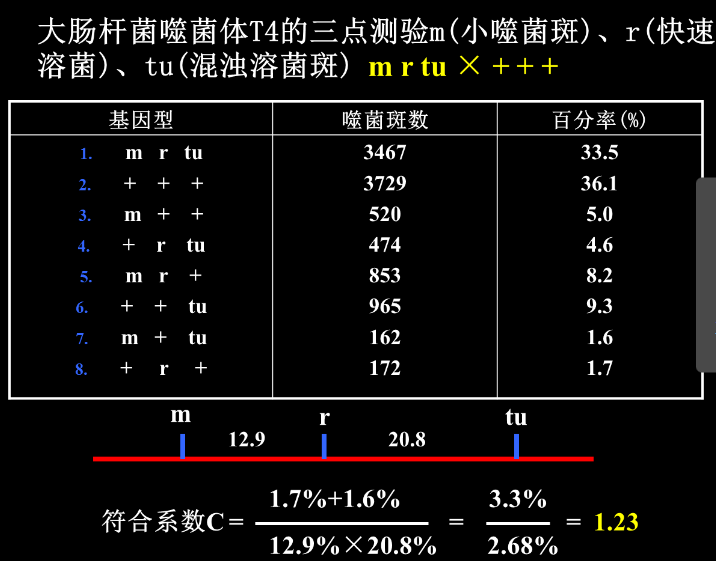 大肠杆菌噬菌体T4的三点测验m(小噬菌斑)、r(快速
溶菌)、tu(混浊溶菌斑) m r tu × + + +
基因型 噬菌斑数 百分率(%)
1. m r tu 3467 33.5
2. + + + 3729 36.1
3. m + + 520 5.0
4. + r tu 474 4.6
5. m r + 853 8.2
6. + + tu 965 9.3
7. m + tu 162 1.6
8. + r + 172 1.7
m r tu
12.9 20.8
1.7%+1.6% 3.3%
符合系数C= = = 1.23
12.9%×20.8% 2.68%